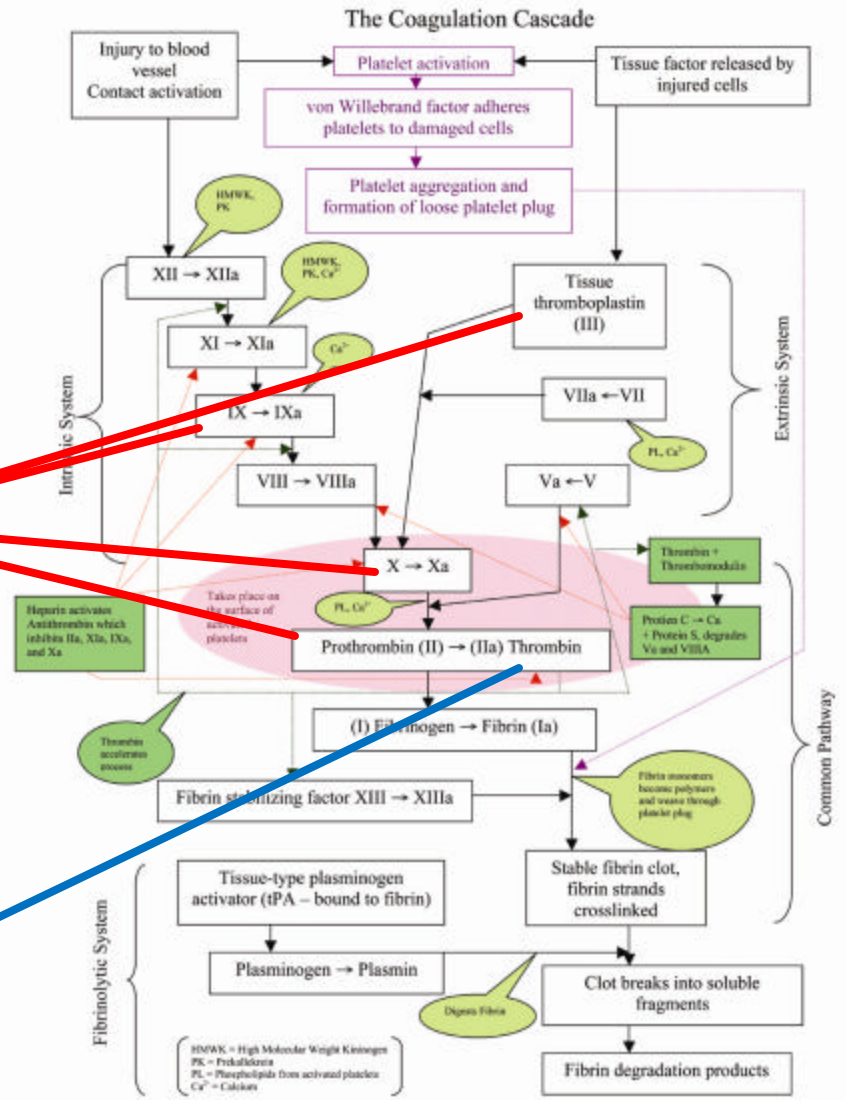 The Coagulation Cascade
Injury to blood
vessel
Contact activation
Platelet activation
Tissue factor released by
injured cells
von Willebrand factor adheres
platelets to damaged cells
Platelet aggregation and
formation of loose platelet plug
HMWK,
PK
XII → XIIa
HMWK,
PK, Ca²⁺
Tissue
thromboplastin
(III)
XI → XIa
Ca²⁺
Intrinsic System
IX → IXa
VIIa ←VII
Extrinsic System
PL, Ca²⁺
VIII → VIIIa
Va ←V
X → Xa
Thrombin +
Thrombomodulin
Takes place on
the surface of
platelets
PL, Ca²⁺
Heparin activates
Antithrombin which
inhibits IIa, XIa, IXa,
and Xa
Protien C → Ca
+ Protein S, degrades
Va and VIIIA
Prothrombin (II) → (IIa) Thrombin
(I) Fibrinogen → Fibrin (Ia)
Thrombin
accelerates
process
Common Pathway
Fibrin stabilizing factor XIII → XIIIa
Fibrin monomers
become polymers
and weave through
platelet plug
Tissue-type plasminogen
activator (tPA – bound to fibrin)
Stable fibrin clot,
fibrin strands
crosslinked
Fibrinolytic System
Plasminogen → Plasmin
Digests Fibrin
Clot breaks into soluble
fragments
HMWK = High Molecular Weight Kininogen
PK = Prekallekrein
PL = Phospholipids from activated platelets
Ca²⁺ = Calcium
Fibrin degradation products